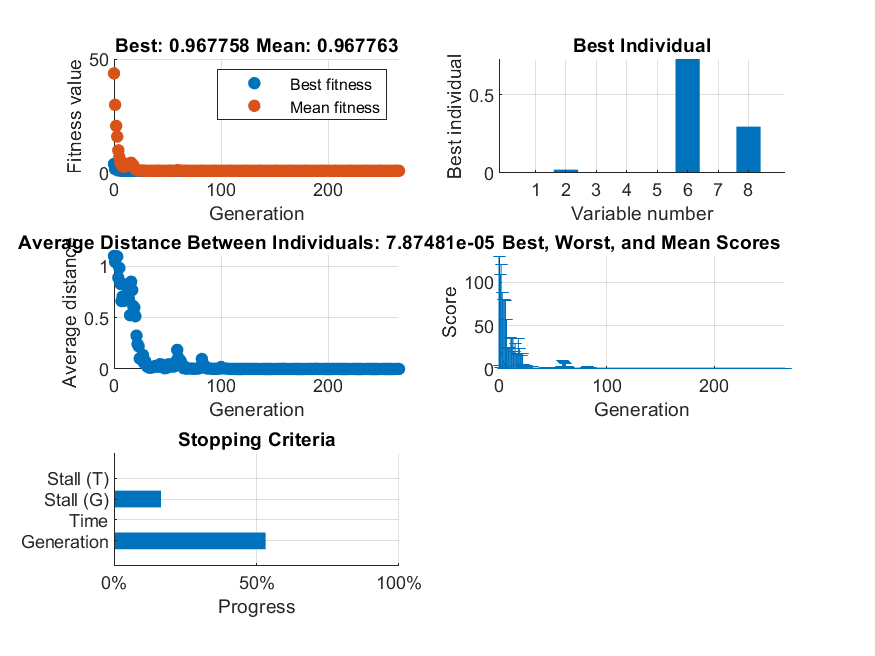 Best: 0.967758 Mean: 0.967763
Fitness value
50
0
Best fitness
Mean fitness
0 100 200
Generation
Best Individual
Best individual
0.5
0
1 2 3 4 5 6 7 8
Variable number
Average Distance Between Individuals: 7.87481e-05
Average distance
1
0.5
0
0 100 200
Generation
Best, Worst, and Mean Scores
Score
100
50
0
0 100 200
Generation
Stopping Criteria
Stall (T)
Stall (G)
Time
Generation
0% 50% 100%
Progress